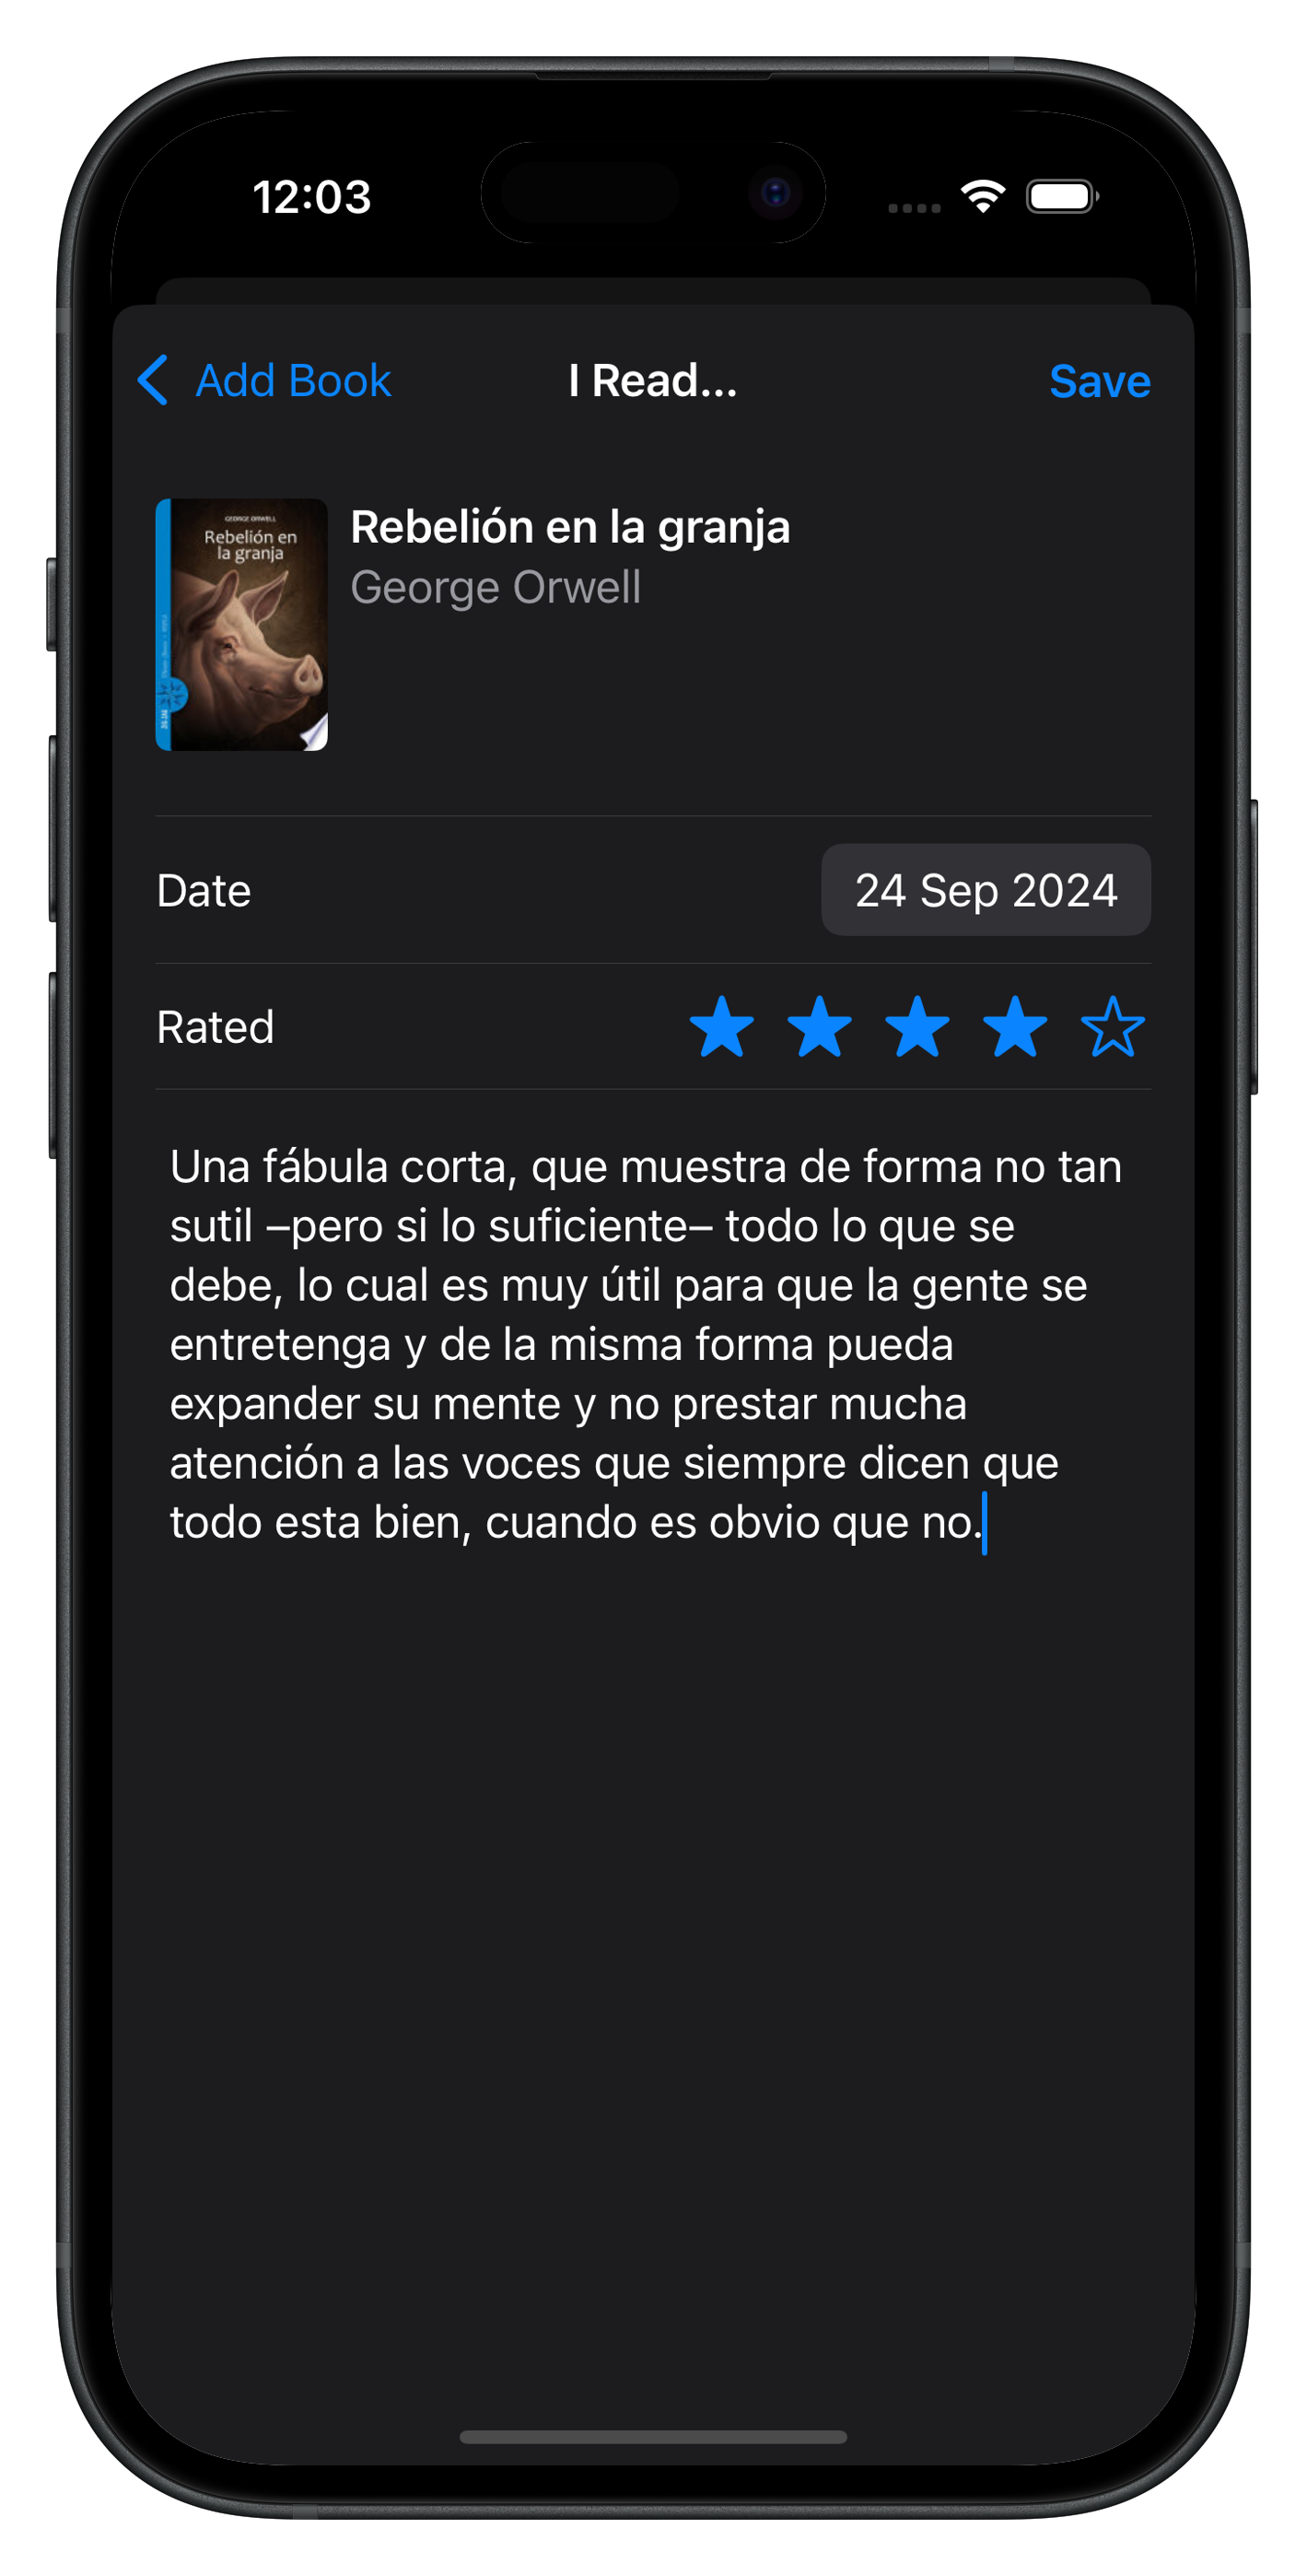 12:03
Add Book
I Read...
Save
GEORGE ORWELL
Rebelión en
la granja
Rebelión en la granja
George Orwell
Date
24 Sep 2024
Rated
Una fábula corta, que muestra de forma no tan
sutil –pero si lo suficiente– todo lo que se
debe, lo cual es muy útil para que la gente se
entretenga y de la misma forma pueda
expander su mente y no prestar mucha
atención a las voces que siempre dicen que
todo esta bien, cuando es obvio que no.